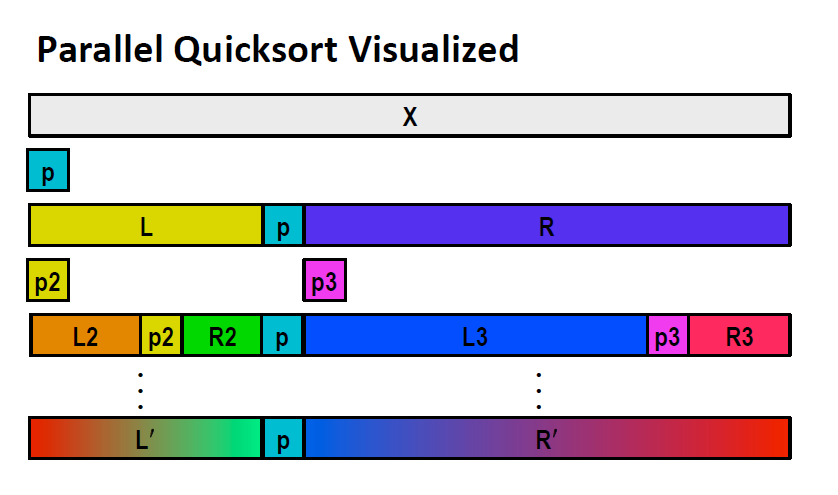 Parallel Quicksort Visualized
X
p
L p R
p2 p3
L2 p2 R2 p L3 p3 R3
L′ p R′